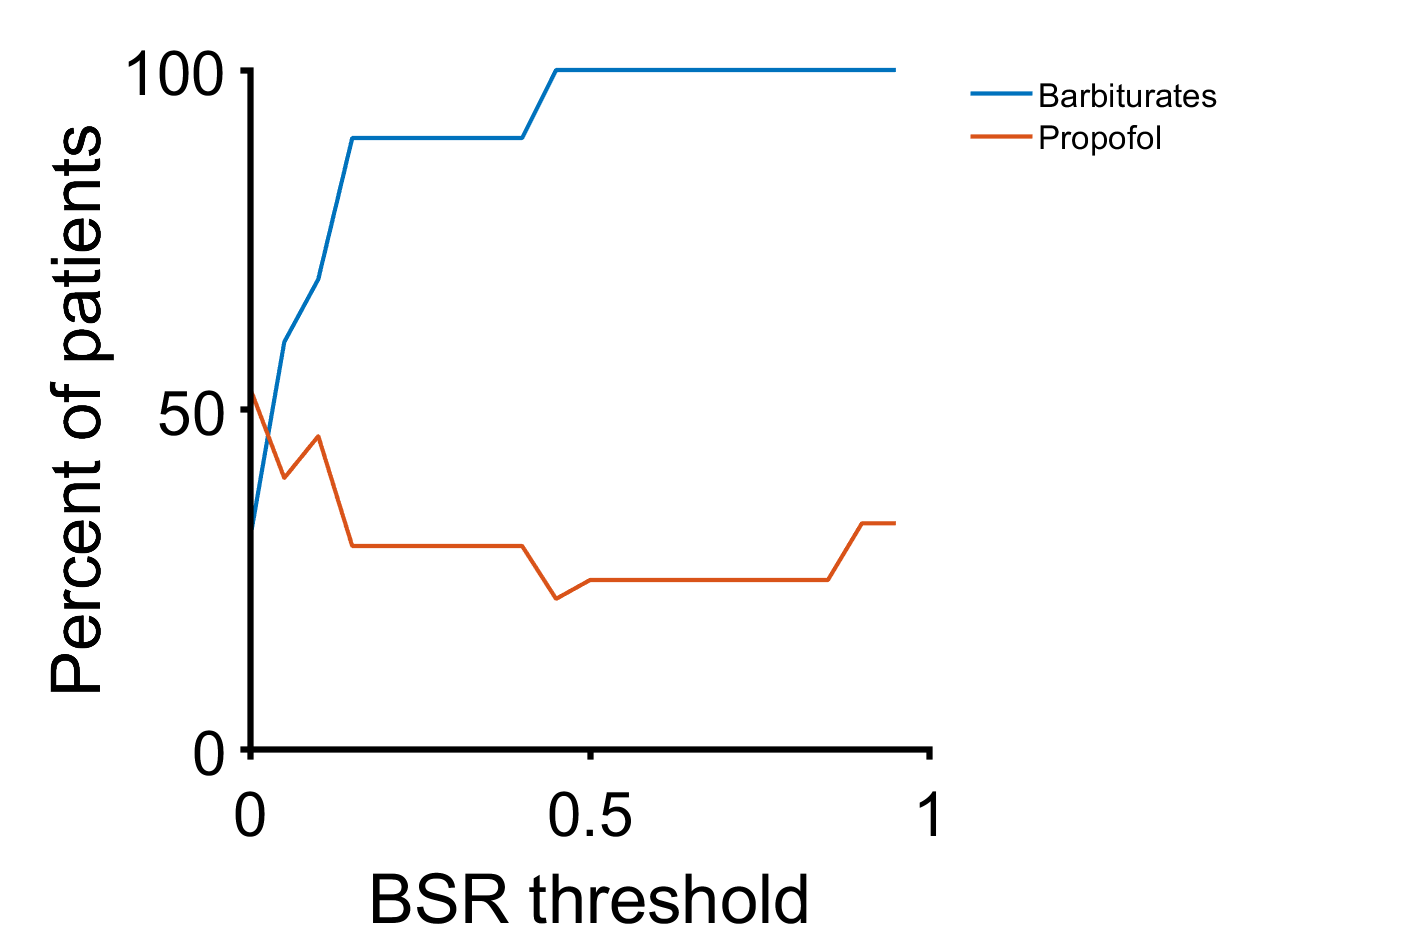 100
50
0
Percent of patients
0
0.5
1
BSR threshold
Barbiturates
Propofol